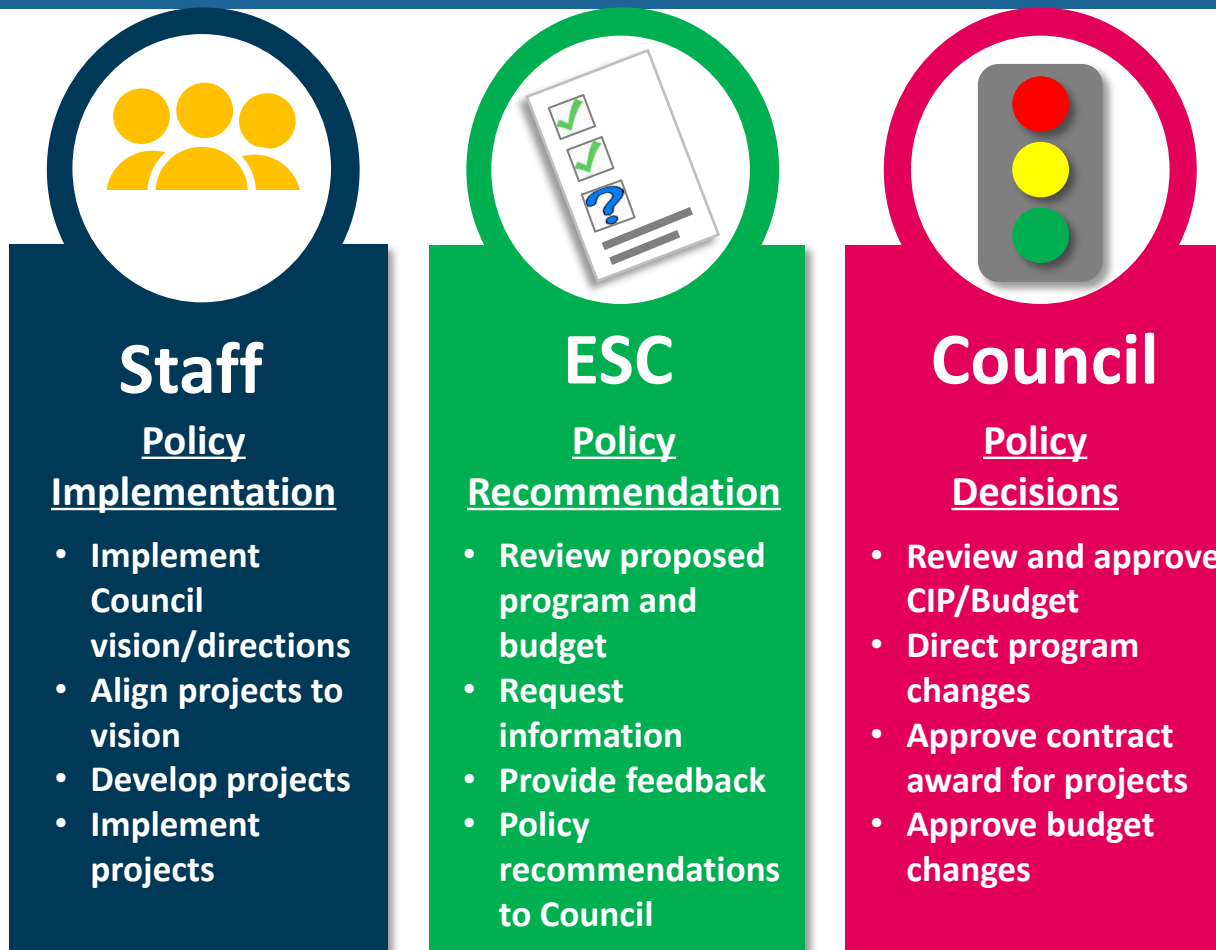 Staff
Policy
Implementation
• Implement
Council
vision/directions
• Align projects to
vision
• Develop projects
• Implement
projects
ESC
Policy
Recommendation
• Review proposed
program and
budget
• Request
information
• Provide feedback
• Policy
recommendations
to Council
Council
Policy
Decisions
• Review and approve
CIP/Budget
• Direct program
changes
• Approve contract
award for projects
• Approve budget
changes